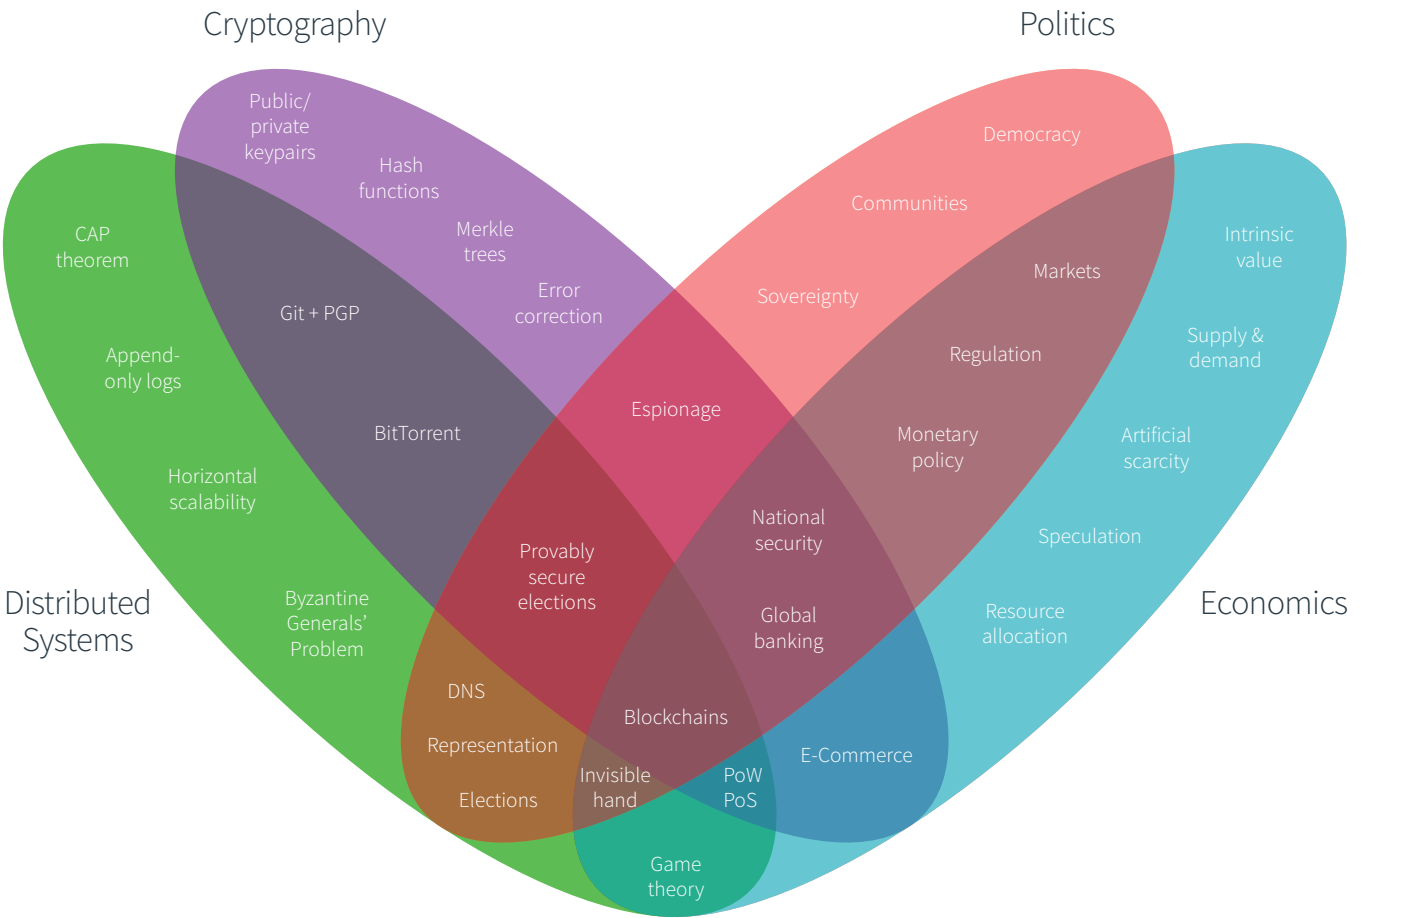 Cryptography
Politics
Public/
private
keypairs
Hash
functions
Merkle
trees
Error
correction
Democracy
Communities
Sovereignty
CAP
theorem
Append-
only logs
Horizontal
scalability
Byzantine
Generals’
Problem
Distributed
Systems
Git + PGP
BitTorrent
Espionage
Markets
Regulation
Monetary
policy
Intrinsic
value
Supply &
demand
Artificial
scarcity
Speculation
Resource
allocation
Economics
National
security
Global
banking
Provably
secure
elections
DNS
Representation
Elections
Blockchains
Invisible
hand
PoW
PoS
E-Commerce
Game
theory